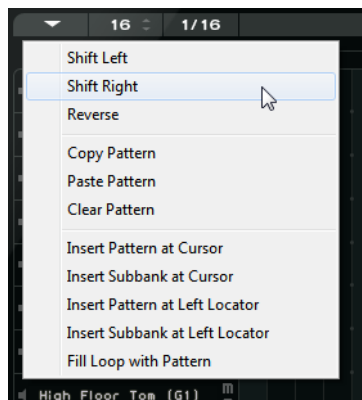 16 1/16
Shift Left
Shift Right
Reverse
Copy Pattern
Paste Pattern
Clear Pattern
Insert Pattern at Cursor
Insert Subbank at Cursor
Insert Pattern at Left Locator
Insert Subbank at Left Locator
Fill Loop with Pattern
High Floor Tom (G1) m